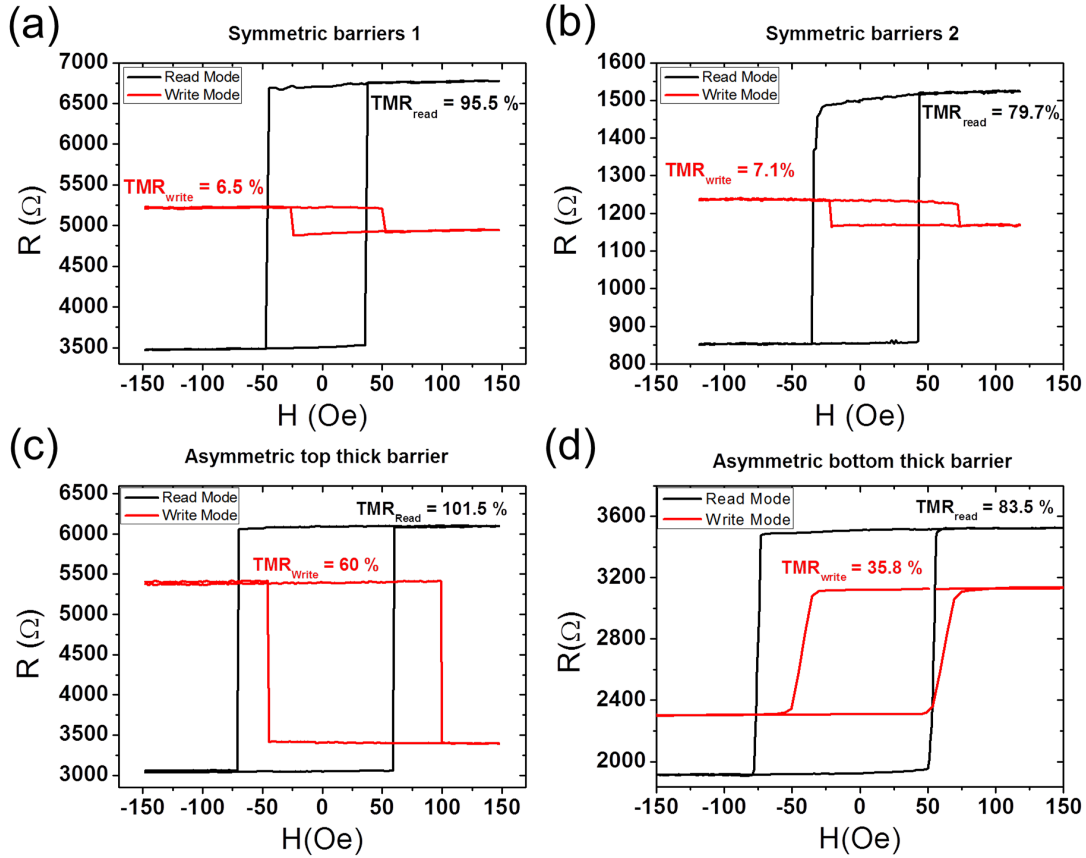 (a)
Symmetric barriers 1
Read Mode
Write Mode
TMRread = 95.5 %
TMRwrite = 6.5 %
R (Ω)
7000
6500
6000
5500
5000
4500
4000
3500
-150 -100 -50 0 50 100 150
H (Oe)
(b)
Symmetric barriers 2
Read Mode
Write Mode
TMRread = 79.7%
TMRwrite = 7.1%
R (Ω)
1600
1500
1400
1300
1200
1100
1000
900
800
-150 -100 -50 0 50 100 150
H (Oe)
(c)
Asymmetric top thick barrier
Read Mode
Write Mode
TMRRead = 101.5 %
TMRWrite = 60 %
R (Ω)
6500
6000
5500
5000
4500
4000
3500
3000
-150 -100 -50 0 50 100 150
H(Oe)
(d)
Asymmetric bottom thick barrier
Read Mode
Write Mode
TMRread = 83.5 %
TMRwrite = 35.8 %
R(Ω)
3600
3200
2800
2400
2000
-150 -100 -50 0 50 100 150
H(Oe)